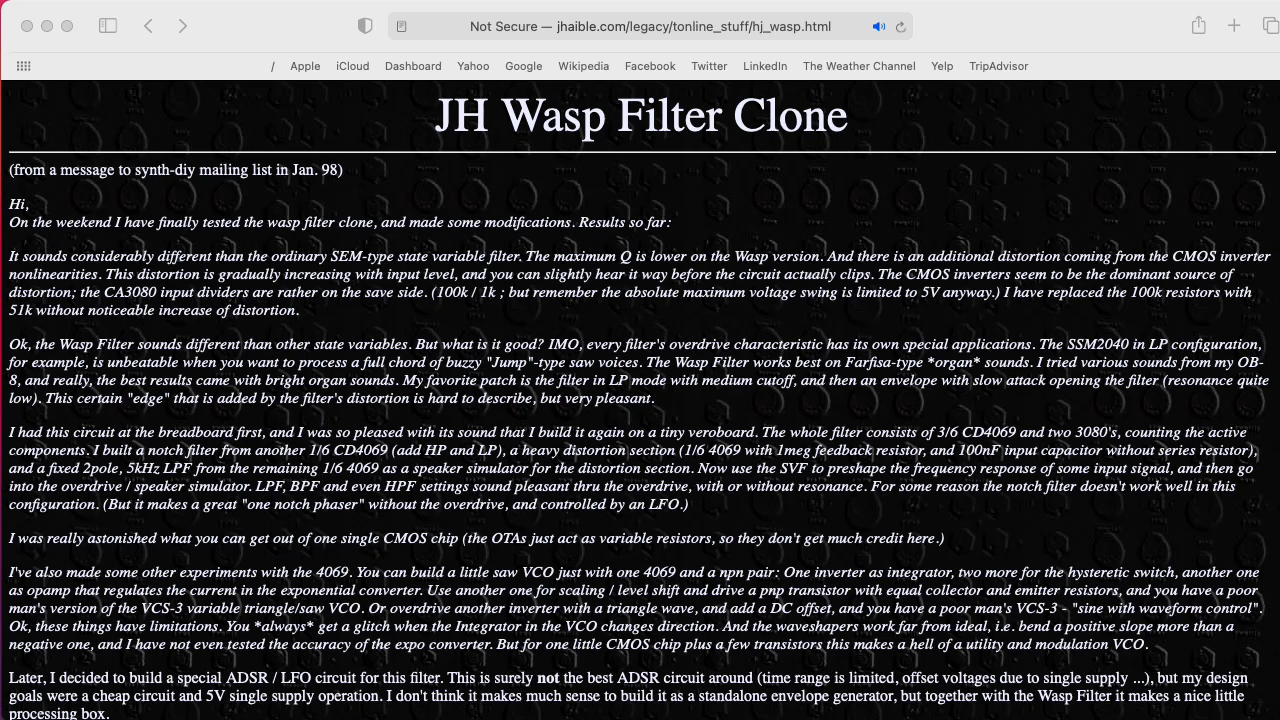 Not Secure — jhaible.com/legacy/tonline_stuff/hj_wasp.html
/ Apple iCloud Dashboard Yahoo Google Wikipedia Facebook Twitter LinkedIn The Weather Channel Yelp TripAdvisor
JH Wasp Filter Clone
(from a message to synth-diy mailing list in Jan. 98)
Hi,
On the weekend I have finally tested the wasp filter clone, and made some modifications. Results so far:
It sounds considerably different than the ordinary SEM-type state variable filter. The maximum Q is lower on the Wasp version. And there is an additional distortion coming from the CMOS inverter
nonlinearities. This distortion is gradually increasing with input level, and you can slightly hear it way before the circuit actually clips. The CMOS inverters seem to be the dominant source of
distortion; the CA3080 input dividers are rather on the save side. (100k / 1k ; but remember the absolute maximum voltage swing is limited to 5V anyway.) I have replaced the 100k resistors with
51k without noticeable increase of distortion.
Ok, the Wasp Filter sounds different than other state variables. But what is it good? IMO, every filter's overdrive characteristic has its own special applications. The SSM2040 in LP configuration,
for example, is unbeatable when you want to process a full chord of buzzy "Jump"-type saw voices. The Wasp Filter works best on Farfisa-type *organ* sounds. I tried various sounds from my OB-
8, and really, the best results came with bright organ sounds. My favorite patch is the filter in LP mode with medium cutoff, and then an envelope with slow attack opening the filter (resonance quite
low). This certain "edge" that is added by the filter's distortion is hard to describe, but very pleasant.
I had this circuit at the breadboard first, and I was so pleased with its sound that I build it again on a tiny veroboard. The whole filter consists of 3/6 CD4069 and two 3080's, counting the active
components. I built a notch filter from another 1/6 CD4069 (add HP and LP), a heavy distortion section (1/6 4069 with 1meg feedback resistor, and 100nF input capacitor without series resistor),
and a fixed 2pole, 5kHz LPF from the remaining 1/6 4069 as a speaker simulator for the distortion section. Now use the SVF to preshape the frequency response of some input signal, and then go
into the overdrive / speaker simulator. LPF, BPF and even HPF settings sound pleasant thru the overdrive, with or without resonance. For some reason the notch filter doesn't work well in this
configuration. (But it makes a great "one notch phaser" without the overdrive, and controlled by an LFO.)
I was really astonished what you can get out of one single CMOS chip (the OTAs just act as variable resistors, so they don't get much credit here.)
I've also made some other experiments with the 4069. You can build a little saw VCO just with one 4069 and a npn pair: One inverter as integrator, two more for the hysteretic switch, another one
as opamp that regulates the current in the exponential converter. Use another one for scaling / level shift and drive a pnp transistor with equal collector and emitter resistors, and you have a poor
man's version of the VCS-3 variable triangle/saw VCO. Or overdrive another inverter with a triangle wave, and add a DC offset, and you have a poor man's VCS-3 - "sine with waveform control".
Ok, these things have limitations. You *always* get a glitch when the Integrator in the VCO changes direction. And the waveshapers work far from ideal, i.e. bend a positive slope more than a
negative one, and I have not even tested the accuracy of the expo converter. But for one little CMOS chip plus a few transistors this makes a hell of a utility and modulation VCO.
Later, I decided to build a special ADSR / LFO circuit for this filter. This is surely not the best ADSR circuit around (time range is limited, offset voltages due to single supply ...), but my design
goals were a cheap circuit and 5V single supply operation. I don't think it makes much sense to build it as a standalone envelope generator, but together with the Wasp Filter it makes a nice little
processing box.